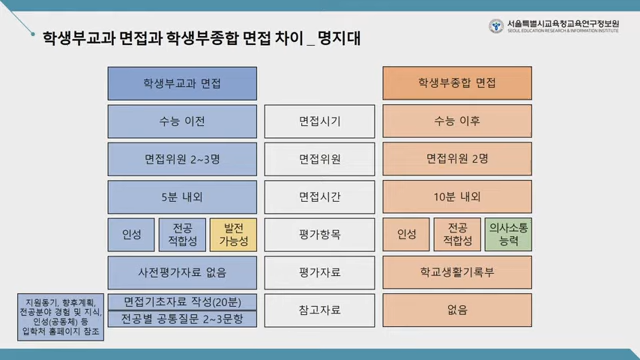 서울특별시교육청교육연구정보원
SEOUL EDUCATION RESEARCH & INFORMATION INSTITUTE
학생부교과 면접과 학생부종합 면접 차이 _ 명지대
학생부교과 면접
학생부종합 면접
수능 이전
면접시기
수능 이후
면접위원 2~3명
면접위원
면접위원 2명
5분 내외
면접시간
10분 내외
인성
전공
적합성
발전
가능성
평가항목
인성
전공
적합성
의사소통
능력
사전평가자료 없음
평가자료
학교생활기록부
지원동기, 향후계획,
전공분야 경험 및 지식,
인성(공동체) 등
입학처 홈페이지 참조
면접기초자료 작성(20분)
전공별 공통질문 2~3문항
참고자료
없음